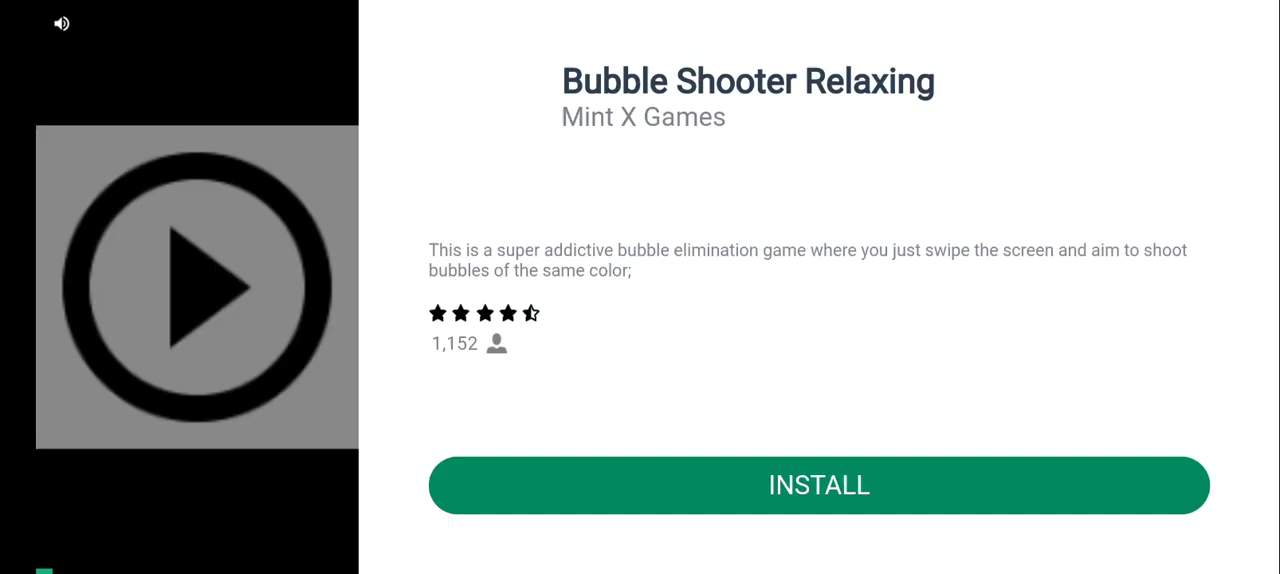 Bubble Shooter Relaxing
Mint X Games
This is a super addictive bubble elimination game where you just swipe the screen and aim to shoot
bubbles of the same color;
1,152
INSTALL